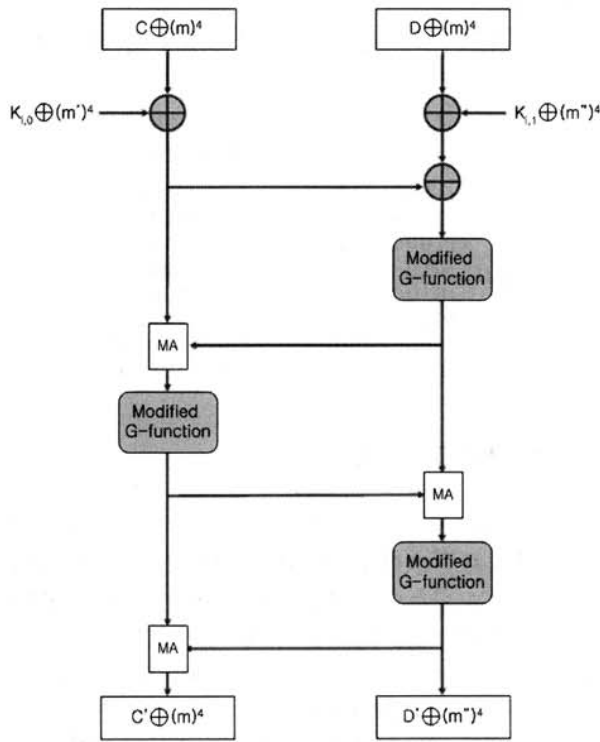 C⊕(m)⁴
D⊕(m)⁴
K_{i,0}⊕(m')⁴
K_{i,1}⊕(m'')⁴
Modified
G-function
MA
Modified
G-function
MA
Modified
G-function
MA
C'⊕(m)⁴
D'⊕(m'')⁴